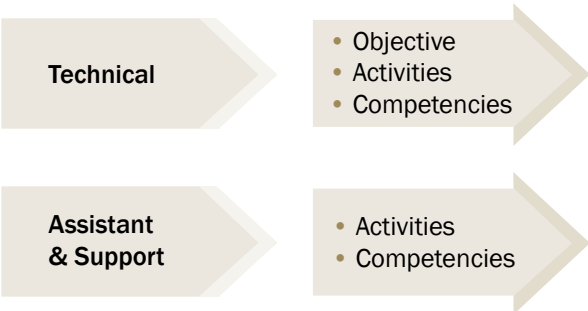 Technical
• Objective
• Activities
• Competencies
Assistant
& Support
• Activities
• Competencies